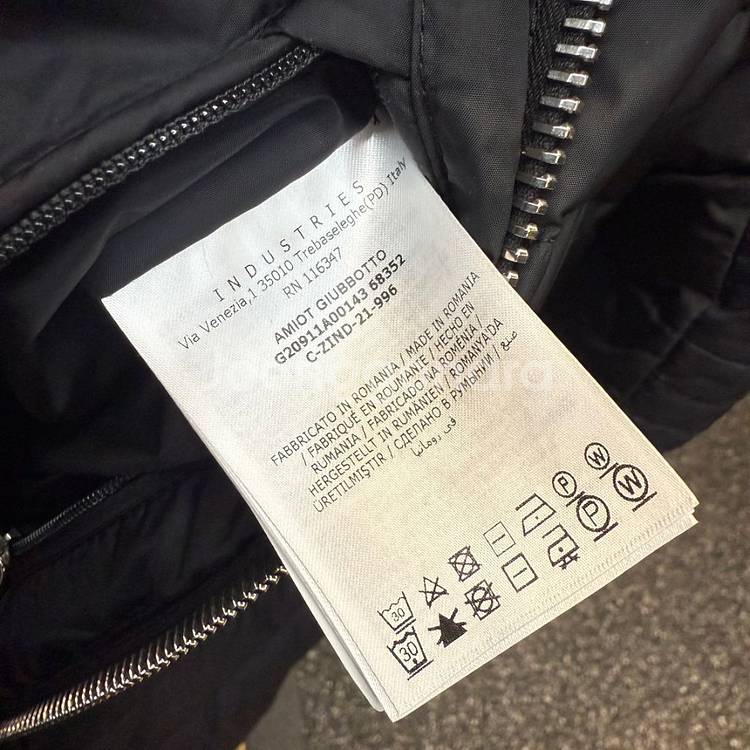 INDUSTRIES
Via Venezia,1 35010 Trebaseleghe(PD) Italy
RN 116347
AMIOT GIUBBOTTO
G20911A00143 68352
C-ZIND-21-996
FABBRICATO IN ROMANIA / MADE IN ROMANIA
/ FABRIQUÉ EN ROUMANIE / HECHO EN
RUMANIA / FABRICADO NA ROMÉNIA /
HERGESTELLT IN RUMÄNIEN / ROMANYA'DA
ÜRETILMIŞTIR / СДЕЛАНО В РУМЫНИИ / صنع في رومانيا
30 P W
30 P W